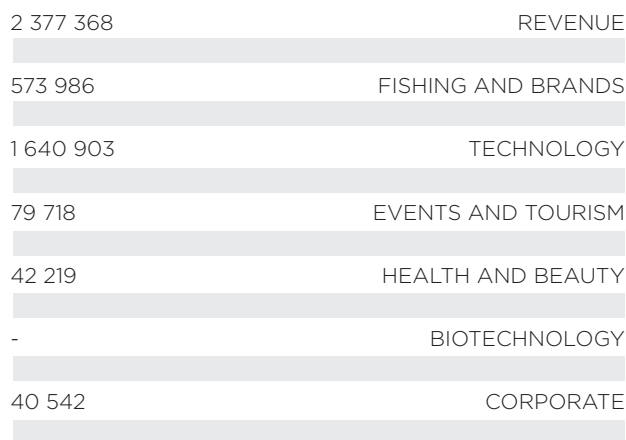 2 377 368 REVENUE
573 986 FISHING AND BRANDS
1 640 903 TECHNOLOGY
79 718 EVENTS AND TOURISM
42 219 HEALTH AND BEAUTY
- BIOTECHNOLOGY
40 542 CORPORATE